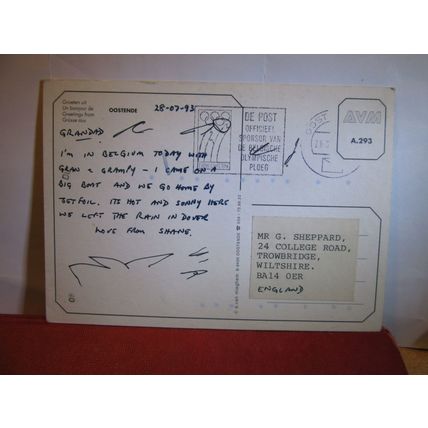 Groeten uit
Un bonjour de
Greetings from
Grüsse aus
OOSTENDE
28-07-93
GRANDAD
I'M IN BELGIUM TODAY WITH
GRAN & GRAMPY - I CAME ON A
BIG BOAT AND WE GO HOME BY
JETFOIL. ITS HOT AND SONNY HERE
WE LEFT THE RAIN IN DOVER
LOVE FROM SHANE.
DE POST
OFFICIEEL
SPONSOR VAN
DE BELGISCHE
OLYMPISCHE
PLOEG
AVM
A.293
MR G. SHEPPARD,
24 COLLEGE ROAD,
TROWBRIDGE,
WILTSHIRE.
BA14 0ER
ENGLAND